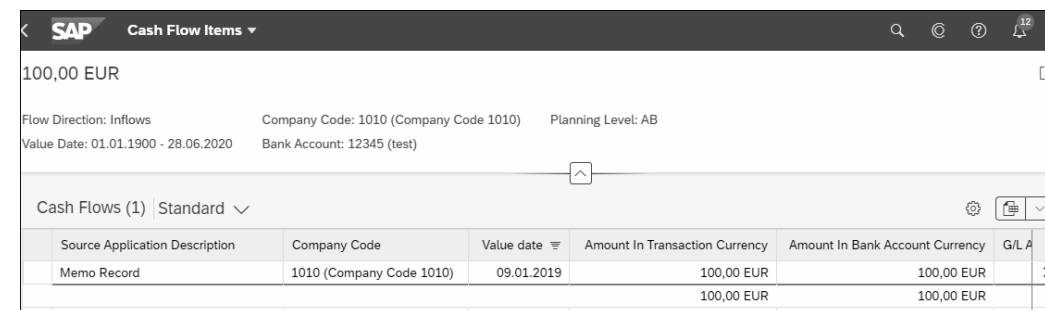 SAP Cash Flow Items 12
100,00 EUR
Flow Direction: Inflows Company Code: 1010 (Company Code 1010) Planning Level: AB
Value Date: 01.01.1900 - 28.06.2020 Bank Account: 12345 (test)
Cash Flows (1) Standard
Source Application Description Company Code Value date Amount In Transaction Currency Amount In Bank Account Currency G/L A
Memo Record 1010 (Company Code 1010) 09.01.2019 100,00 EUR 100,00 EUR
100,00 EUR 100,00 EUR